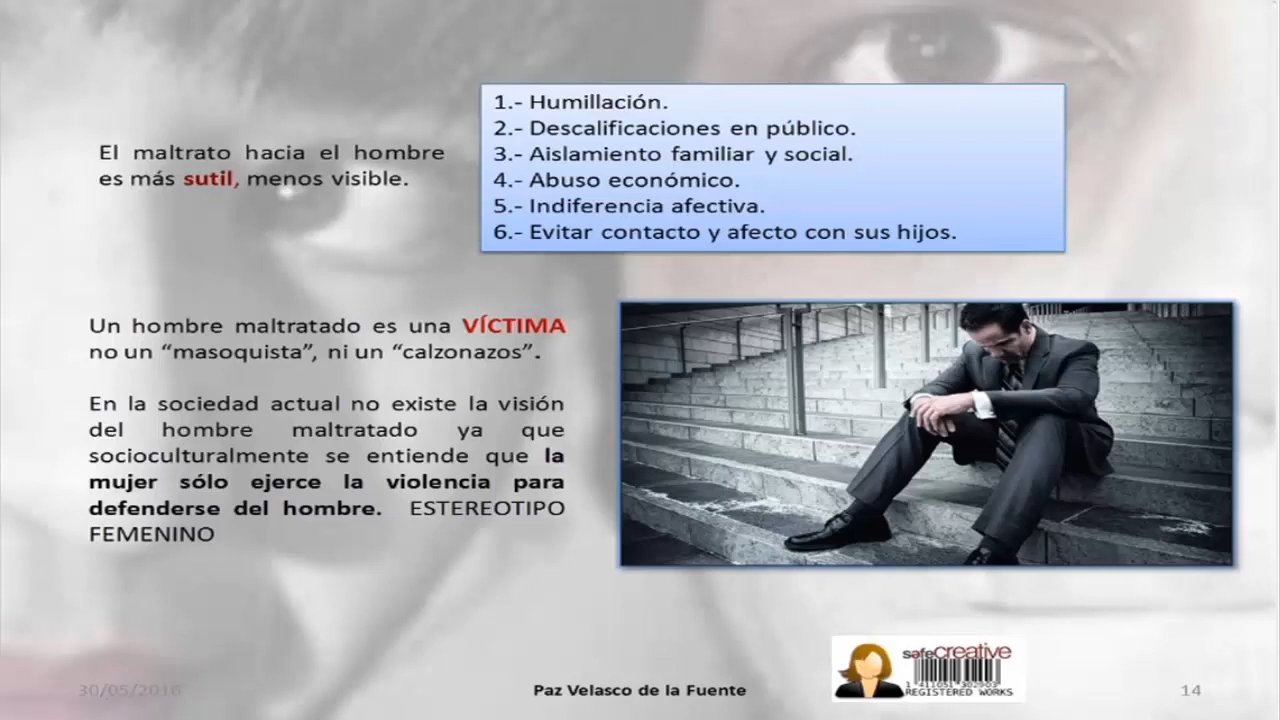 El maltrato hacia el hombre
es más sutil, menos visible.
1.- Humillación.
2.- Descalificaciones en público.
3.- Aislamiento familiar y social.
4.- Abuso económico.
5.- Indiferencia afectiva.
6.- Evitar contacto y afecto con sus hijos.
Un hombre maltratado es una VÍCTIMA
no un “masoquista”, ni un “calzonazos”.
En la sociedad actual no existe la visión
del hombre maltratado ya que
socioculturalmente se entiende que la
mujer sólo ejerce la violencia para
defenderse del hombre. ESTEREOTIPO
FEMENINO
30/05/2016
Paz Velasco de la Fuente
safeCreative
1 411051 302903
REGISTERED WORKS
14